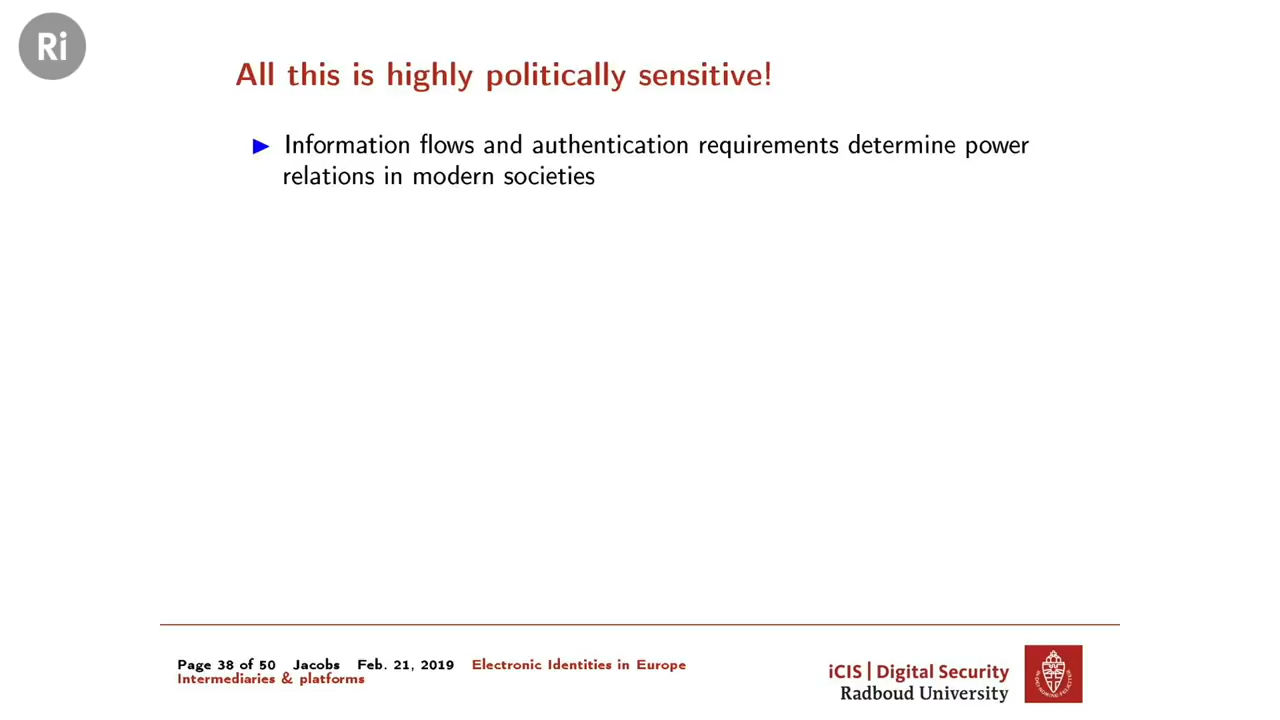 Ri
All this is highly politically sensitive!
▶ Information flows and authentication requirements determine power
relations in modern societies
Page 38 of 50 Jacobs Feb. 21, 2019 Electronic Identities in Europe
Intermediaries & platforms
iCIS | Digital Security
Radboud University